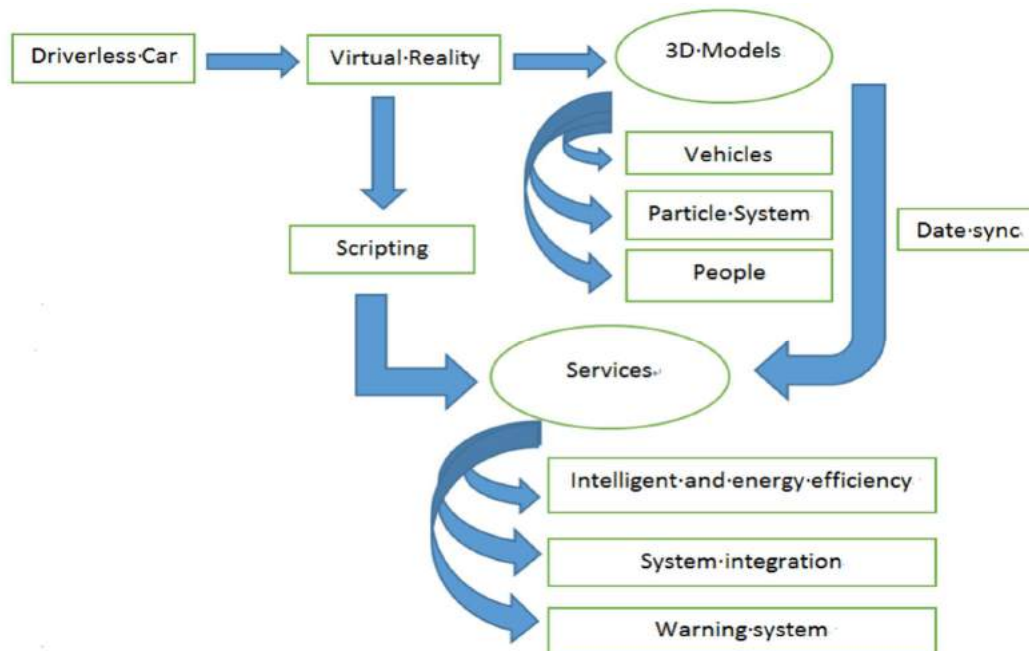 Driverless·Car
Virtual·Reality
3D·Models
Vehicles
Particle·System
People
Date·sync
Scripting
Services
Intelligent·and·energy·efficiency
System·integration
Warning·system